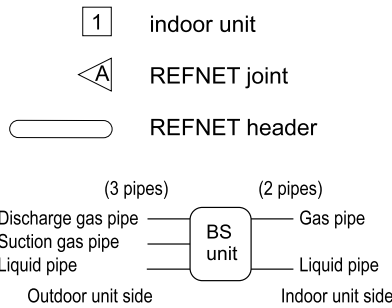 1 indoor unit
A REFNET joint
REFNET header
(3 pipes) (2 pipes)
Discharge gas pipe BS unit Gas pipe
Suction gas pipe
Liquid pipe Liquid pipe
Outdoor unit side Indoor unit side